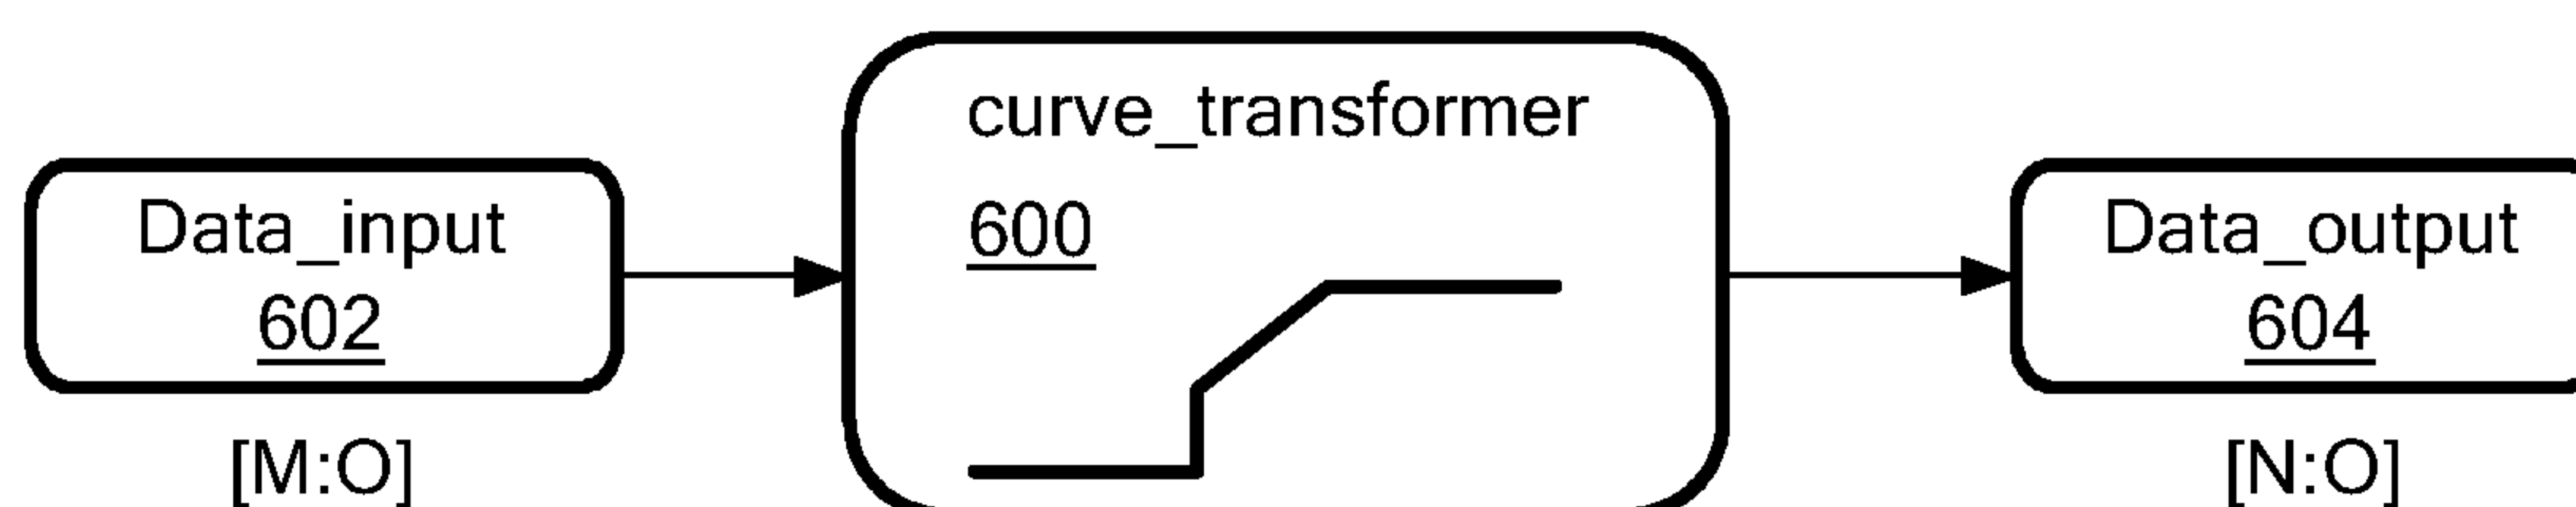 curve_transformer
600
Data_input
602
[M:O]
Data_output
604
[N:O]